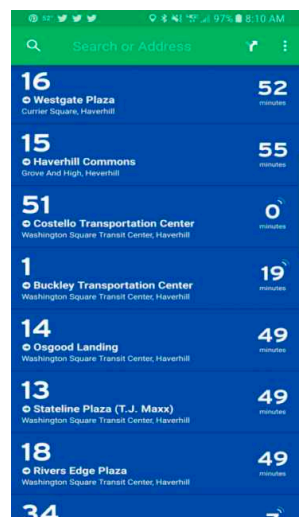 52° 97% 8:10 AM
Search or Address
16
Westgate Plaza
Currier Square, Haverhill
52
minutes
15
Haverhill Commons
Grove And High, Heverhill
55
minutes
51
Costello Transportation Center
Washington Square Transit Center, Haverhill
0
minutes
1
Buckley Transportation Center
Washington Square Transit Center, Haverhill
19
minutes
14
Osgood Landing
Washington Square Transit Center, Haverhill
49
minutes
13
Stateline Plaza (T.J. Maxx)
Washington Square Transit Center, Haverhill
49
minutes
18
Rivers Edge Plaza
Washington Square Transit Center, Haverhill
49
minutes
34